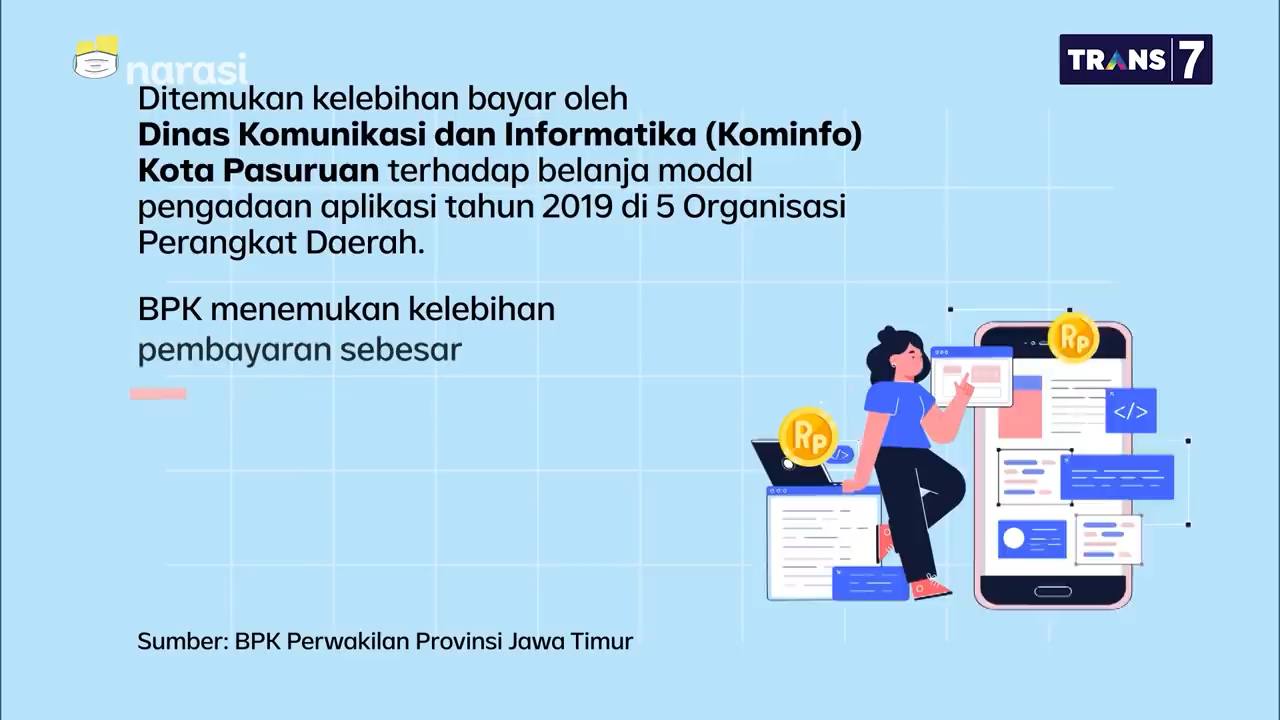 narasi
TRANS 7
Ditemukan kelebihan bayar oleh
Dinas Komunikasi dan Informatika (Kominfo)
Kota Pasuruan terhadap belanja modal
pengadaan aplikasi tahun 2019 di 5 Organisasi
Perangkat Daerah.
BPK menemukan kelebihan
pembayaran sebesar
Rp
</>
Rp
</>
Sumber: BPK Perwakilan Provinsi Jawa Timur